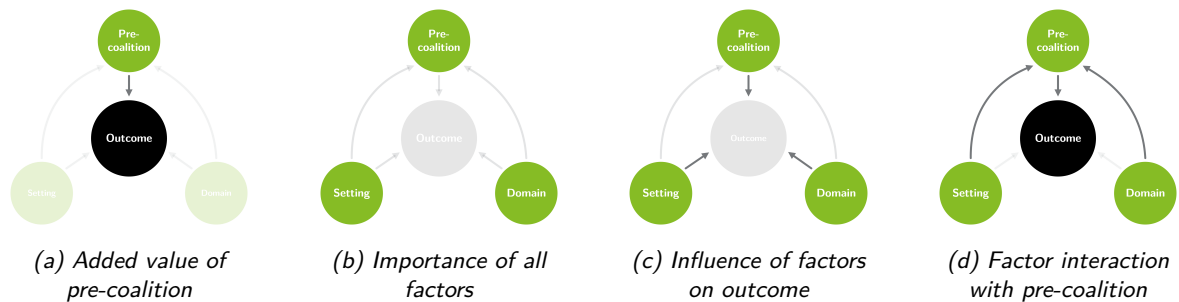 Pre-
coalition
Outcome
Setting
Domain
(a) Added value of
pre-coalition
Pre-
coalition
Outcome
Setting
Domain
(b) Importance of all
factors
Pre-
coalition
Outcome
Setting
Domain
(c) Influence of factors
on outcome
Pre-
coalition
Outcome
Setting
Domain
(d) Factor interaction
with pre-coalition